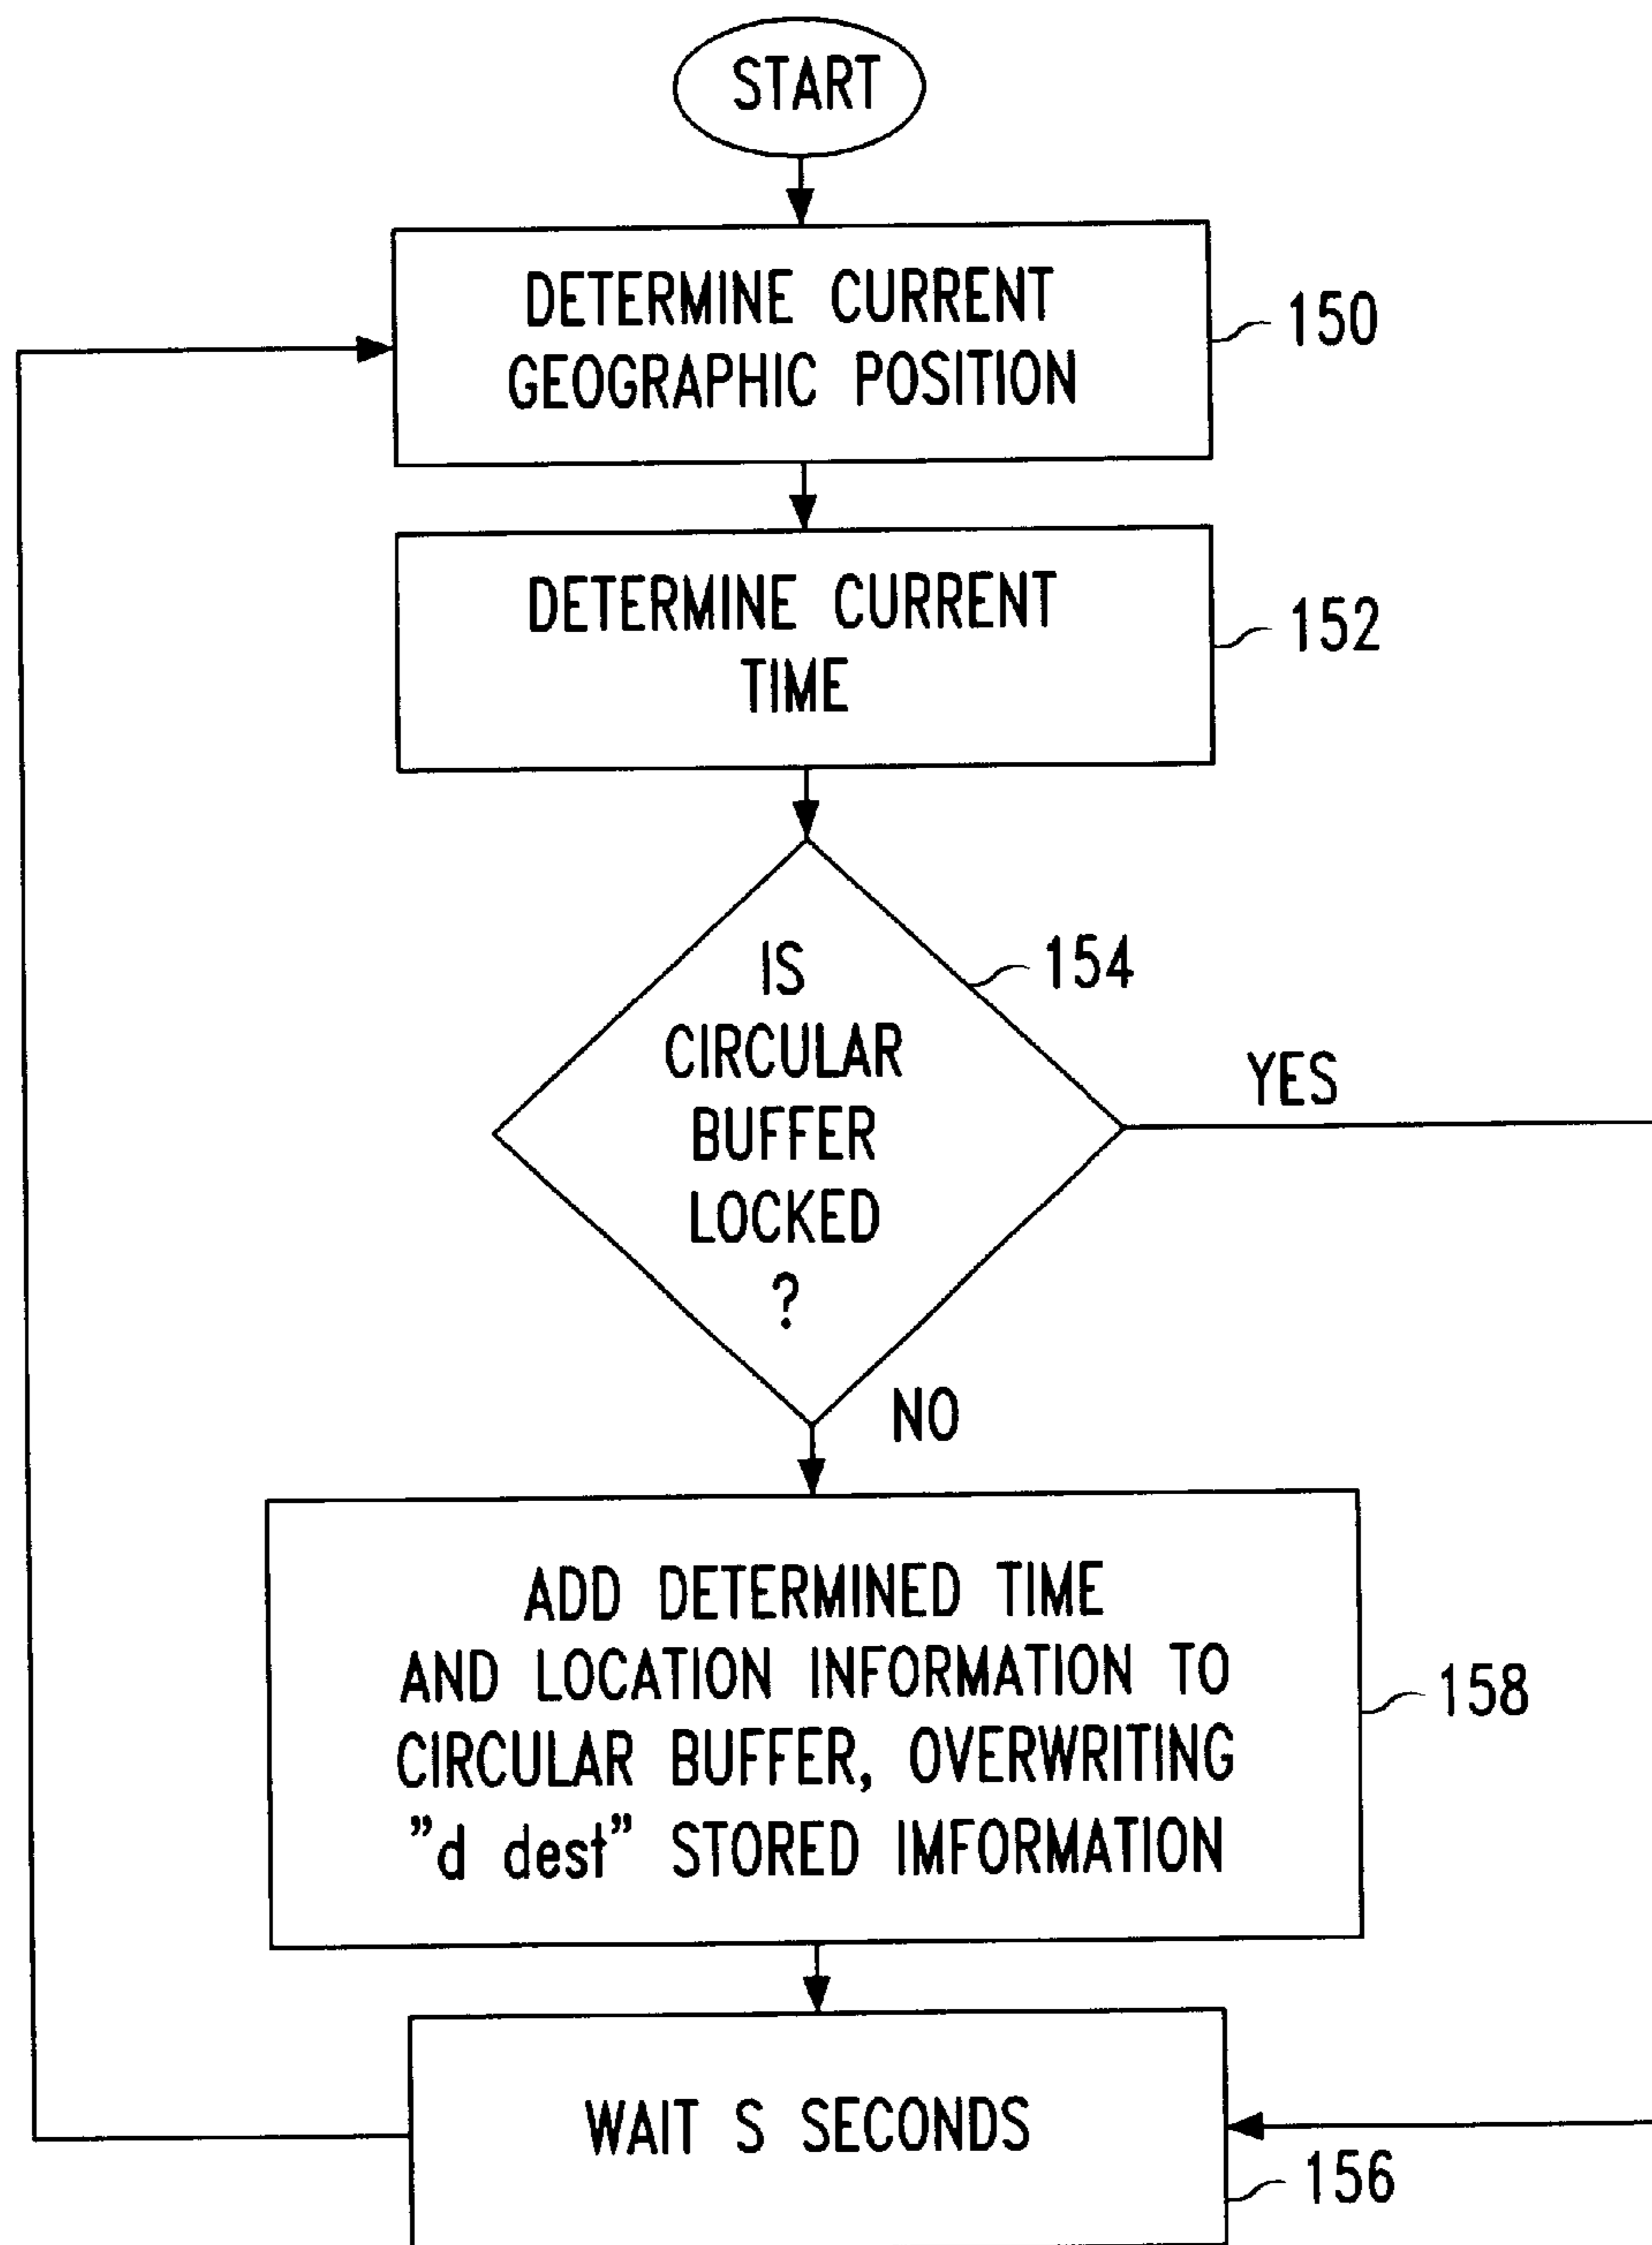 START
DETERMINE CURRENT
GEOGRAPHIC POSITION
150
DETERMINE CURRENT
TIME
152
IS
CIRCULAR
BUFFER
LOCKED
?
154
YES
NO
ADD DETERMINED TIME
AND LOCATION INFORMATION TO
CIRCULAR BUFFER, OVERWRITING
”d dest” STORED IMFORMATION
158
WAIT S SECONDS
156